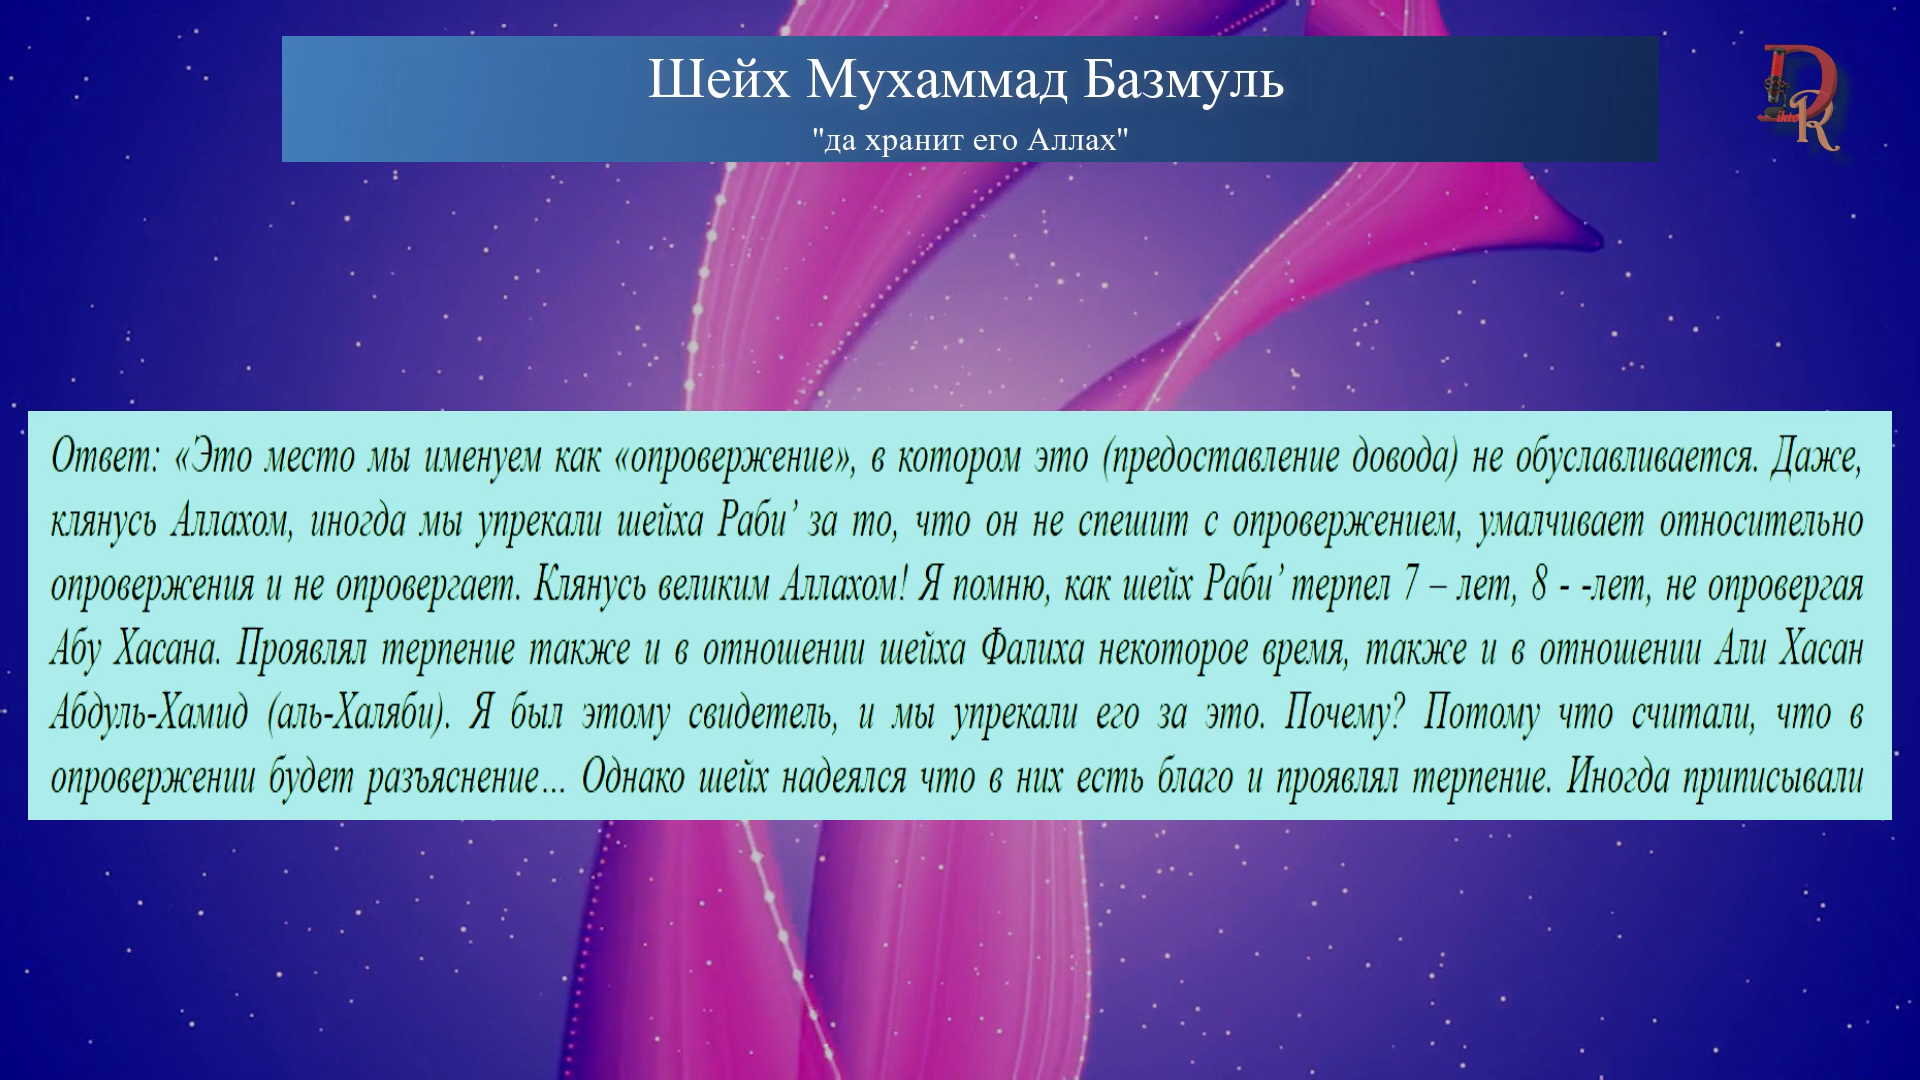 Шейх Мухаммад Базмуль
"да хранит его Аллах"
D
ikto
R
Ответ: «Это место мы именуем как «опровержение», в котором это (предоставление довода) не обуславливается. Даже,
клянусь Аллахом, иногда мы упрекали шейха Раби’ за то, что он не спешит с опровержением, умалчивает относительно
опровержения и не опровергает. Клянусь великим Аллахом! Я помню, как шейх Раби’ терпел 7 – лет, 8 - -лет, не опровергая
Абу Хасана. Проявлял терпение также и в отношении шейха Фалиха некоторое время, также и в отношении Али Хасан
Абдуль-Хамид (аль-Халяби). Я был этому свидетель, и мы упрекали его за это. Почему? Потому что считали, что в
опровержении будет разъяснение... Однако шейх надеялся что в них есть благо и проявлял терпение. Иногда приписывали